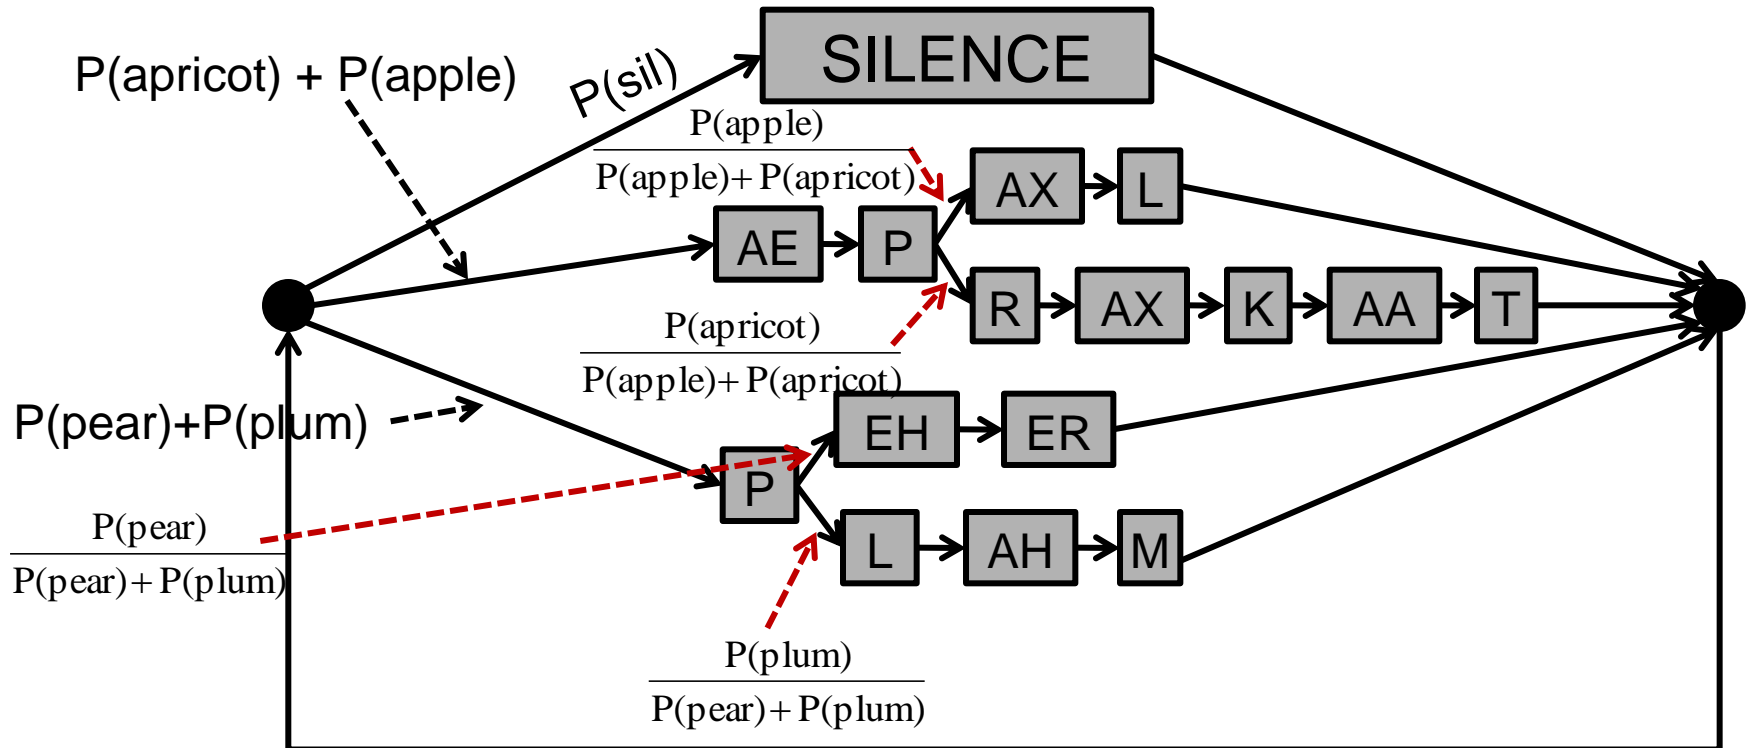 SILENCE
P(apricot) + P(apple)
P(sil)
P(apple)
P(apple)+ P(apricot)
AX L
AE P
R AX K AA T
P(apricot)
P(apple)+ P(apricot)
P(pear)+P(plum)
EH ER
P
P(pear)
P(pear)+ P(plum)
L AH M
P(plum)
P(pear)+ P(plum)